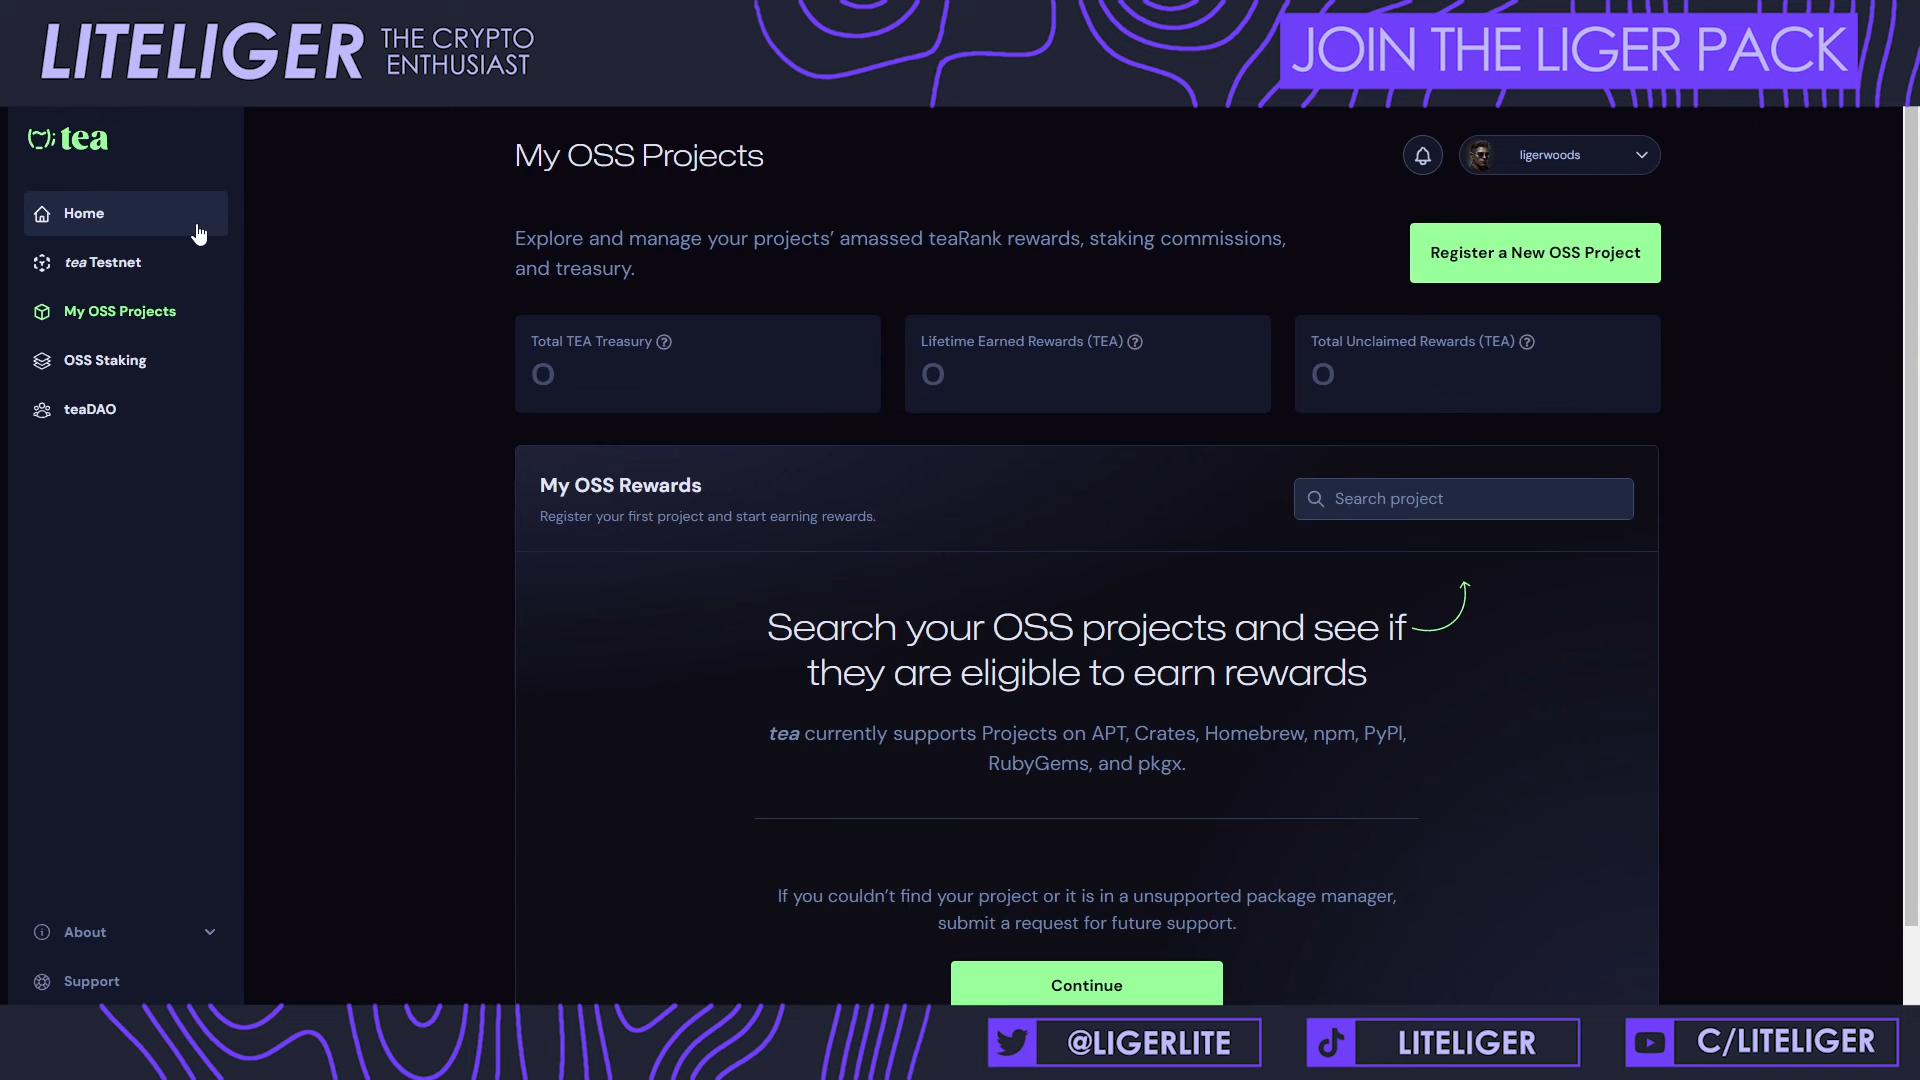 LITELIGER
THE CRYPTO
ENTHUSIAST
JOIN THE LIGER PACK
tea
Home
tea Testnet
My OSS Projects
OSS Staking
teaDAO
About
Support
My OSS Projects
ligerwoods
Explore and manage your projects’ amassed teaRank rewards, staking commissions,
and treasury.
Register a New OSS Project
Total TEA Treasury
0
Lifetime Earned Rewards (TEA)
0
Total Unclaimed Rewards (TEA)
0
My OSS Rewards
Register your first project and start earning rewards.
Search project
Search your OSS projects and see if
they are eligible to earn rewards
tea currently supports Projects on APT, Crates, Homebrew, npm, PyPI,
RubyGems, and pkgx.
If you couldn’t find your project or it is in a unsupported package manager,
submit a request for future support.
Continue
@LIGERLITE
LITELIGER
C/LITELIGER